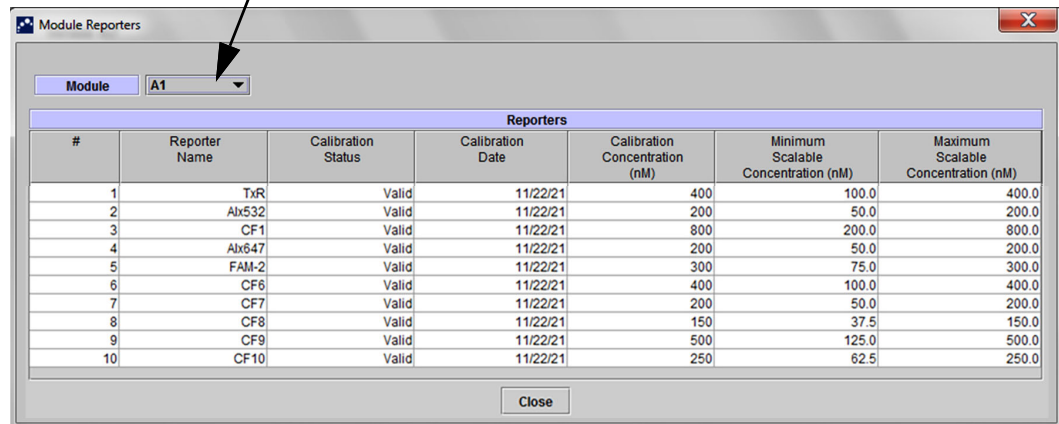 Module Reporters
Module A1
Reporters
# Reporter Name Calibration Status Calibration Date Calibration Concentration (nM) Minimum Scalable Concentration (nM) Maximum Scalable Concentration (nM)
1 TxR Valid 11/22/21 400 100.0 400.0
2 Alx532 Valid 11/22/21 200 50.0 200.0
3 CF1 Valid 11/22/21 800 200.0 800.0
4 Alx647 Valid 11/22/21 200 50.0 200.0
5 FAM-2 Valid 11/22/21 300 75.0 300.0
6 CF6 Valid 11/22/21 400 100.0 400.0
7 CF7 Valid 11/22/21 200 50.0 200.0
8 CF8 Valid 11/22/21 150 37.5 150.0
9 CF9 Valid 11/22/21 500 125.0 500.0
10 CF10 Valid 11/22/21 250 62.5 250.0
Close